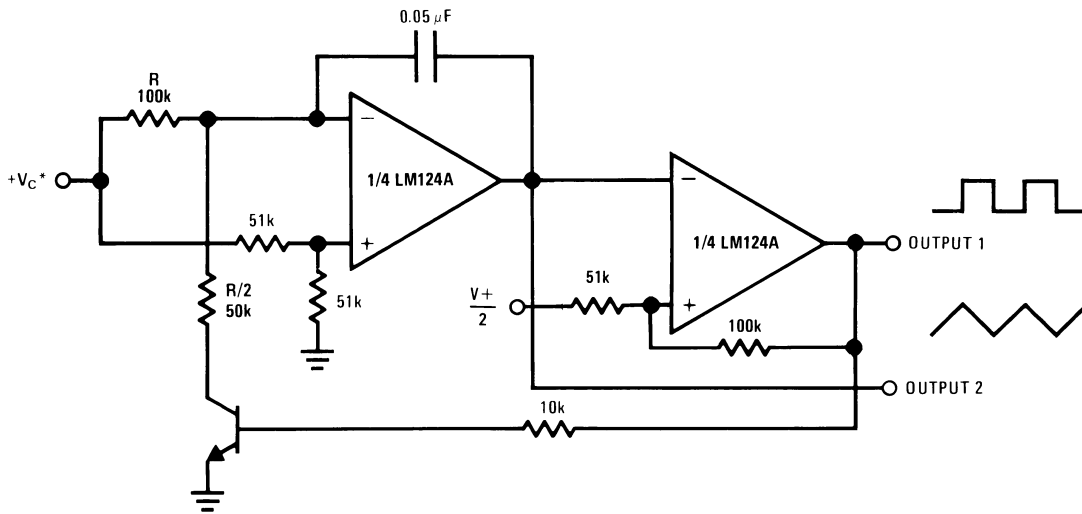 0.05 μF
R
100k
−
1/4 LM124A
+VC*
51k
+
−
1/4 LM124A
OUTPUT 1
R/2
50k
51k
V+
2
51k
+
100k
OUTPUT 2
10k